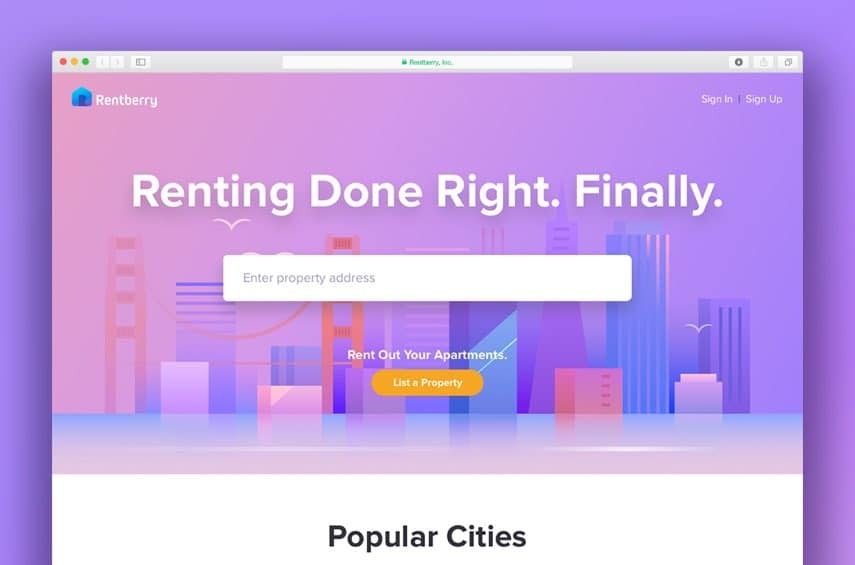 Rentberry, Inc.
Rentberry
Sign In | Sign Up
Renting Done Right. Finally.
Enter property address
Rent Out Your Apartments.
List a Property
Popular Cities